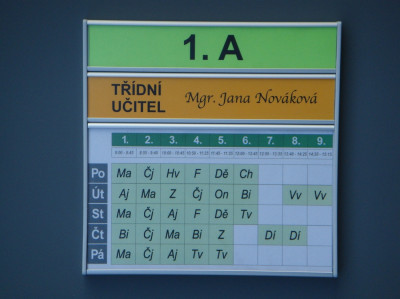 1. A
TŘÍDNÍ
UČITEL
Mgr. Jana Nováková
1. 2. 3. 4. 5. 6. 7. 8. 9.
Po Ma Čj Hv F Dě Ch
Út Aj Ma Z Čj On Bi Vv Vv
St Ma Čj Aj F Dě Tv
Čt Bi Čj Ma Bi Z Di Di
Pá Ma Čj Aj Tv Tv